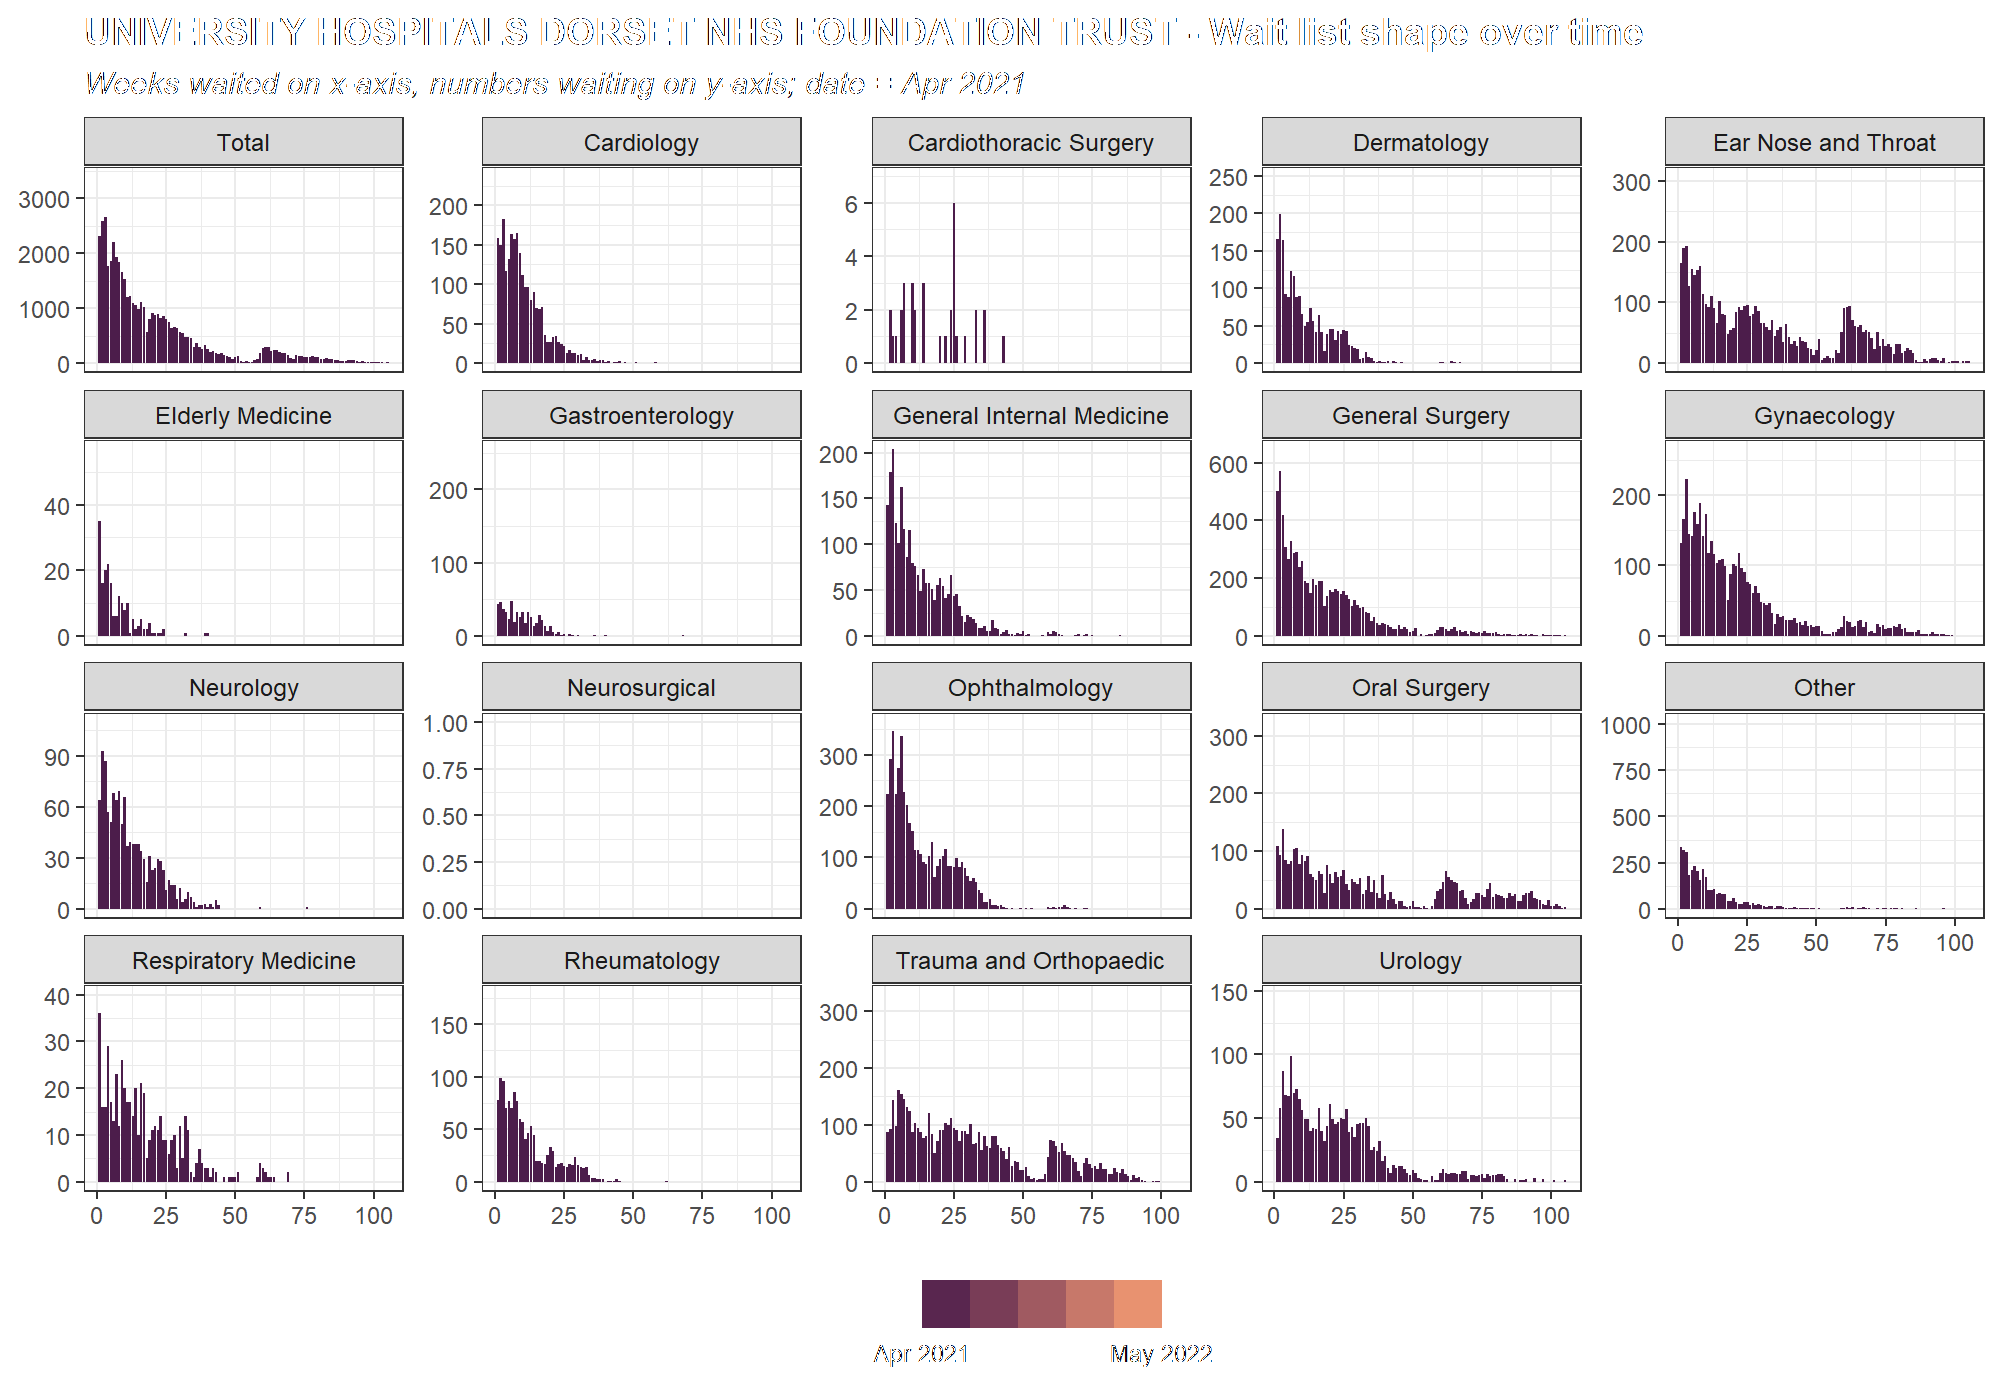 UNIVERSITY HOSPITALS DORSET NHS FOUNDATION TRUST - Wait list shape over time
Weeks waited on x-axis, numbers waiting on y-axis; date = Apr 2021
Total
Cardiology
Cardiothoracic Surgery
Dermatology
Ear Nose and Throat
3000
2000
1000
0
200
150
100
50
0
6
4
2
0
250
200
150
100
50
0
300
200
100
0
Elderly Medicine
Gastroenterology
General Internal Medicine
General Surgery
Gynaecology
40
20
0
200
100
0
200
150
100
50
0
600
400
200
0
200
100
0
Neurology
Neurosurgical
Ophthalmology
Oral Surgery
Other
90
60
30
0
1.00
0.75
0.50
0.25
0.00
300
200
100
0
300
200
100
0
1000
750
500
250
0
0 25 50 75 100
Respiratory Medicine
Rheumatology
Trauma and Orthopaedic
Urology
40
30
20
10
0
150
100
50
0
300
200
100
0
150
100
50
0
0 25 50 75 100
0 25 50 75 100
0 25 50 75 100
0 25 50 75 100
Apr 2021
May 2022